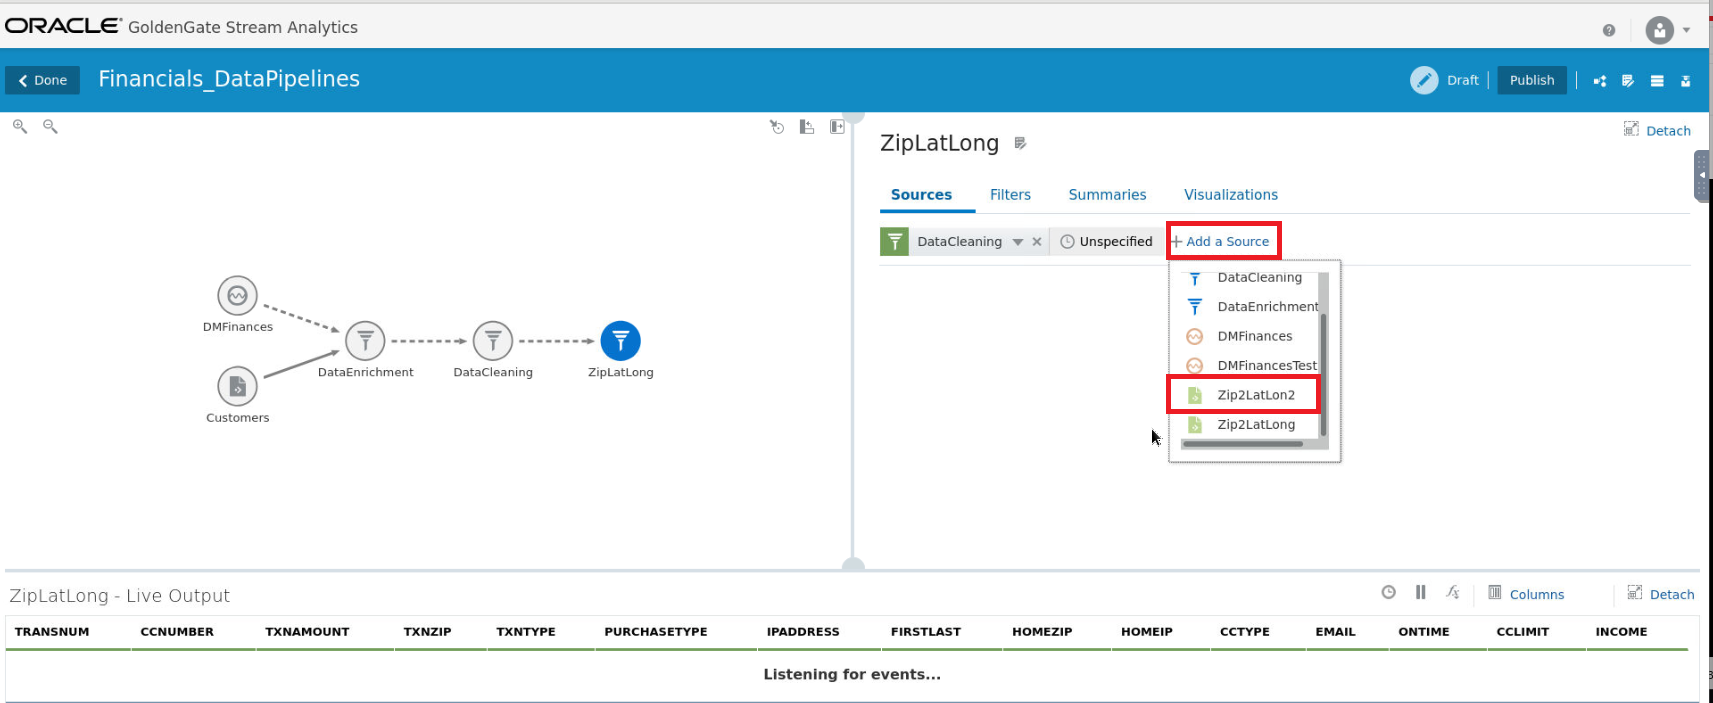 ORACLE® GoldenGate Stream Analytics
Done
Financials_DataPipelines
Draft
Publish
ZipLatLong
Detach
Sources
Filters
Summaries
Visualizations
DataCleaning
Unspecified
+ Add a Source
DataCleaning
DataEnrichment
DMFinances
DMFinancesTest
Zip2LatLon2
Zip2LatLong
DMFinances
Customers
DataEnrichment
DataCleaning
ZipLatLong
ZipLatLong - Live Output
Columns
Detach
TRANSNUM CCNUMBER TXNAMOUNT TXNZIP TXNTYPE PURCHASETYPE IPADDRESS FIRSTLAST HOMEZIP HOMEIP CCTYPE EMAIL ONTIME CCLIMIT INCOME
Listening for events...